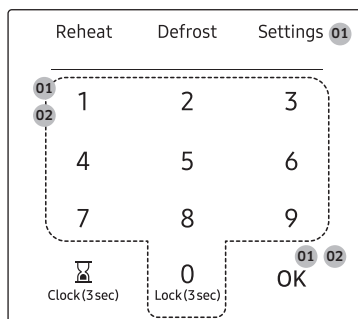 Reheat Defrost Settings 01
01
1 2 3
02
4 5 6
7 8 9
01 02
0 OK
Clock(3 sec) Lock(3 sec)